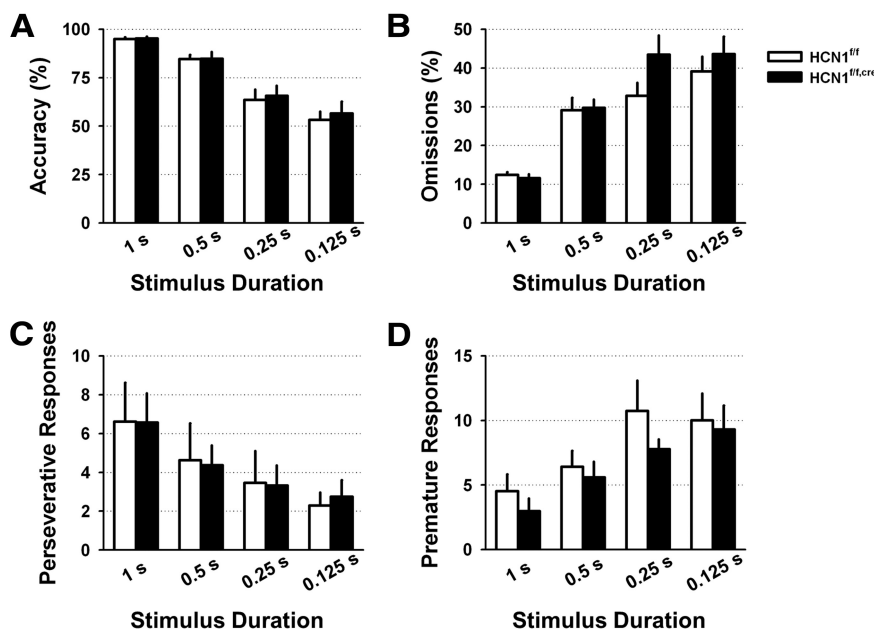 A
Accuracy (%)
100
75
50
25
0
1 s
0.5 s
0.25 s
0.125 s
Stimulus Duration
B
Omissions (%)
50
40
30
20
10
0
1 s
0.5 s
0.25 s
0.125 s
Stimulus Duration
HCN1f/f
HCN1f/f,cre
C
Perseverative Responses
10
8
6
4
2
0
1 s
0.5 s
0.25 s
0.125 s
Stimulus Duration
D
Premature Responses
15
10
5
0
1 s
0.5 s
0.25 s
0.125 s
Stimulus Duration